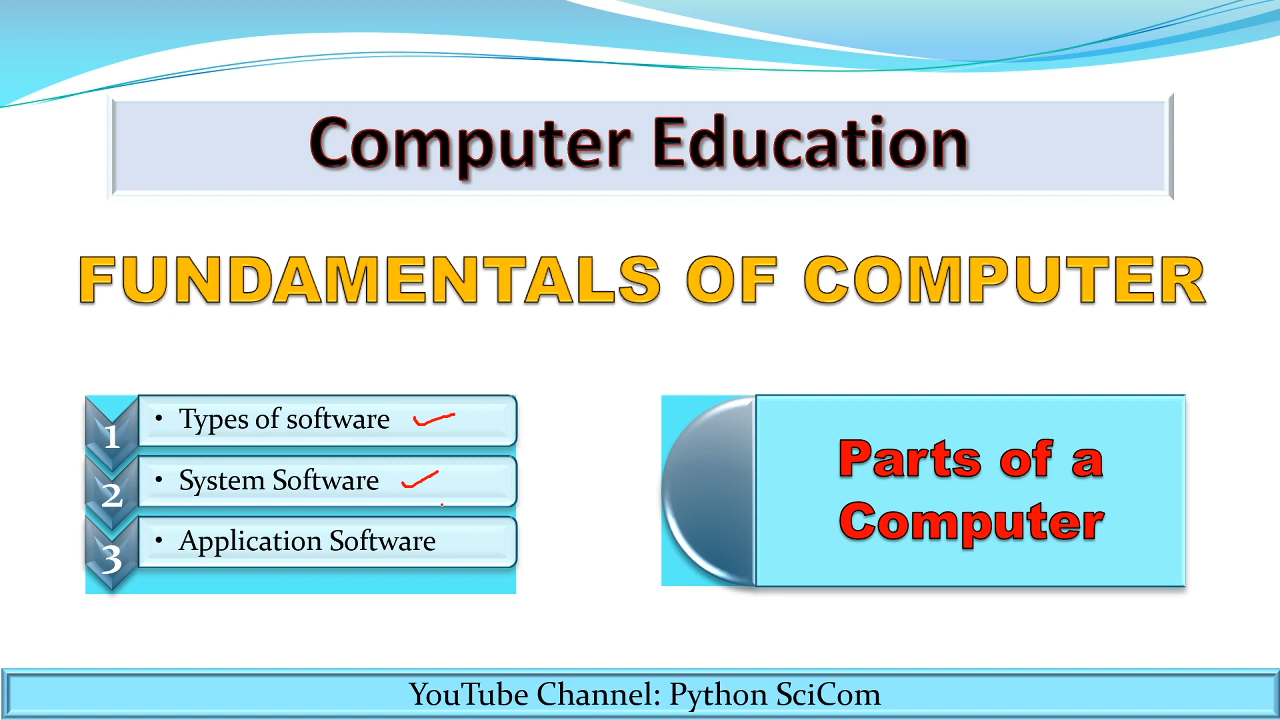 Computer Education
FUNDAMENTALS OF COMPUTER
1
• Types of software
2
• System Software
3
• Application Software
Parts of a
Computer
YouTube Channel: Python SciCom